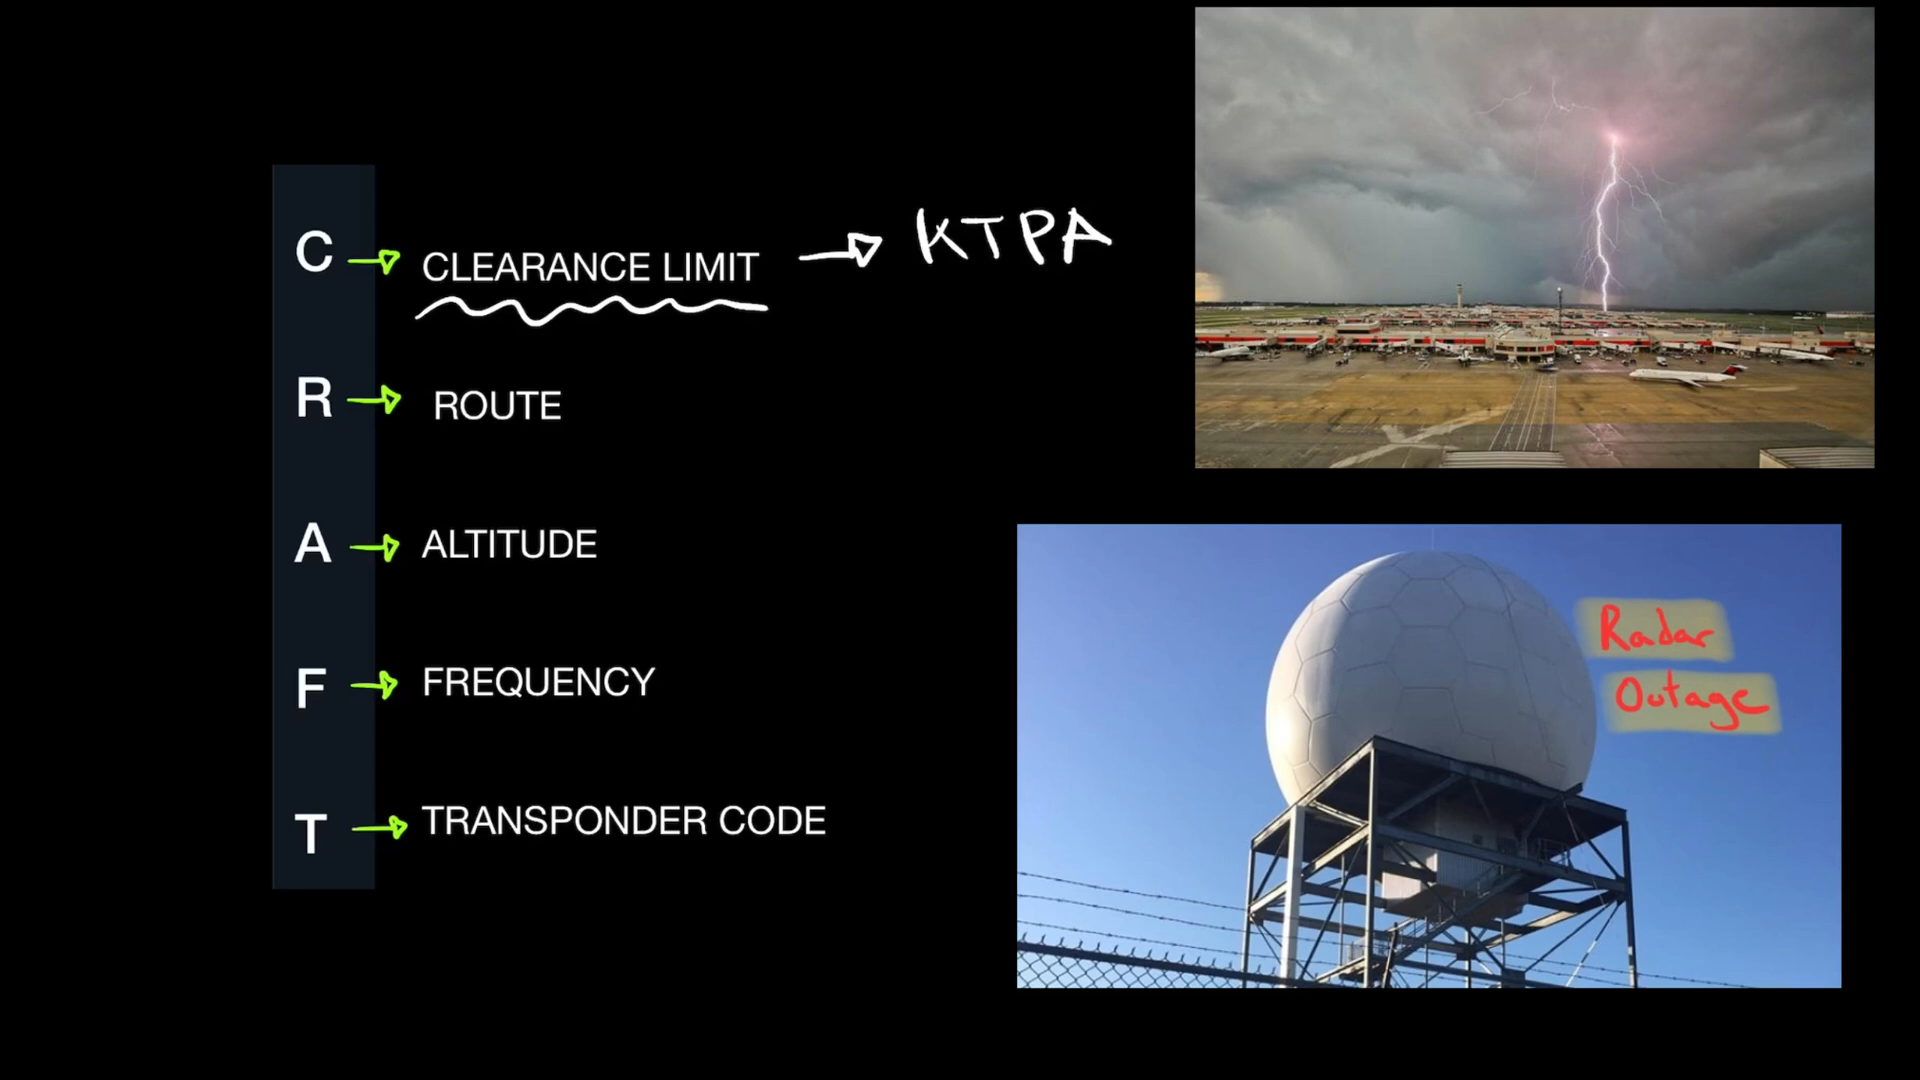 C → CLEARANCE LIMIT → KTPA
R → ROUTE
A → ALTITUDE
F → FREQUENCY
T → TRANSPONDER CODE
Radar
Outage